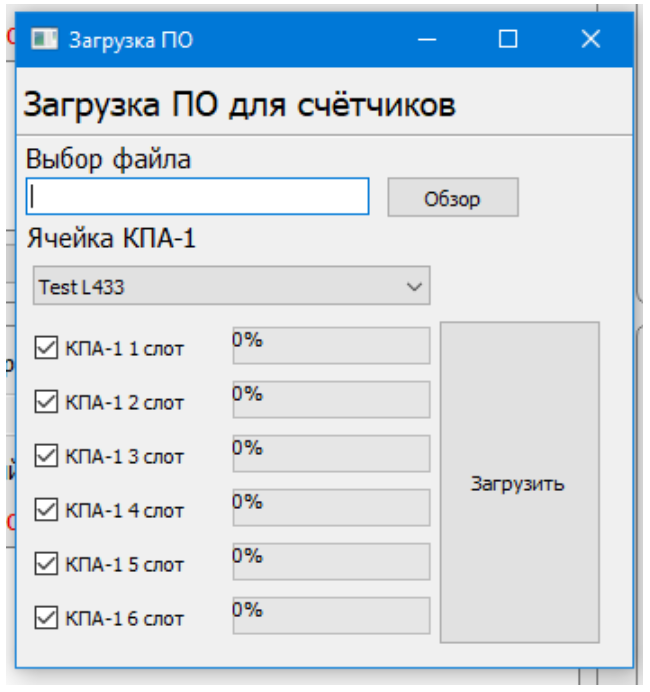 Загрузка ПО
Загрузка ПО для счётчиков
Выбор файла
Обзор
Ячейка КПА-1
Test L433
КПА-1 1 слот 0%
КПА-1 2 слот 0%
КПА-1 3 слот 0%
КПА-1 4 слот 0%
Загрузить
КПА-1 5 слот 0%
КПА-1 6 слот 0%